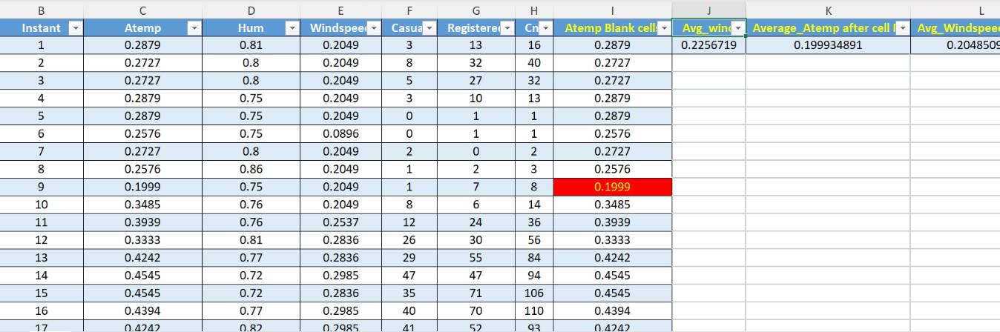 B C D E F G H I J K L
Instant Atemp Hum Windspeed Casua Registered Cn Atemp Blank cell Avg_wind Average_Atemp after cell Avg_Windspeed
1 0.2879 0.81 0.2049 3 13 16 0.2879 0.2256719 0.199934891 0.204850
2 0.2727 0.8 0.2049 8 32 40 0.2727
3 0.2727 0.8 0.2049 5 27 32 0.2727
4 0.2879 0.75 0.2049 3 10 13 0.2879
5 0.2879 0.75 0.2049 0 1 1 0.2879
6 0.2576 0.75 0.0896 0 1 1 0.2576
7 0.2727 0.8 0.2049 2 0 2 0.2727
8 0.2576 0.86 0.2049 1 2 3 0.2576
9 0.1999 0.75 0.2049 1 7 8 0.1999
10 0.3485 0.76 0.2049 8 6 14 0.3485
11 0.3939 0.76 0.2537 12 24 36 0.3939
12 0.3333 0.81 0.2836 26 30 56 0.3333
13 0.4242 0.77 0.2836 29 55 84 0.4242
14 0.4545 0.72 0.2985 47 47 94 0.4545
15 0.4545 0.72 0.2836 35 71 106 0.4545
16 0.4394 0.77 0.2985 40 70 110 0.4394
17 0.4242 0.82 0.2985 41 52 93 0.4242